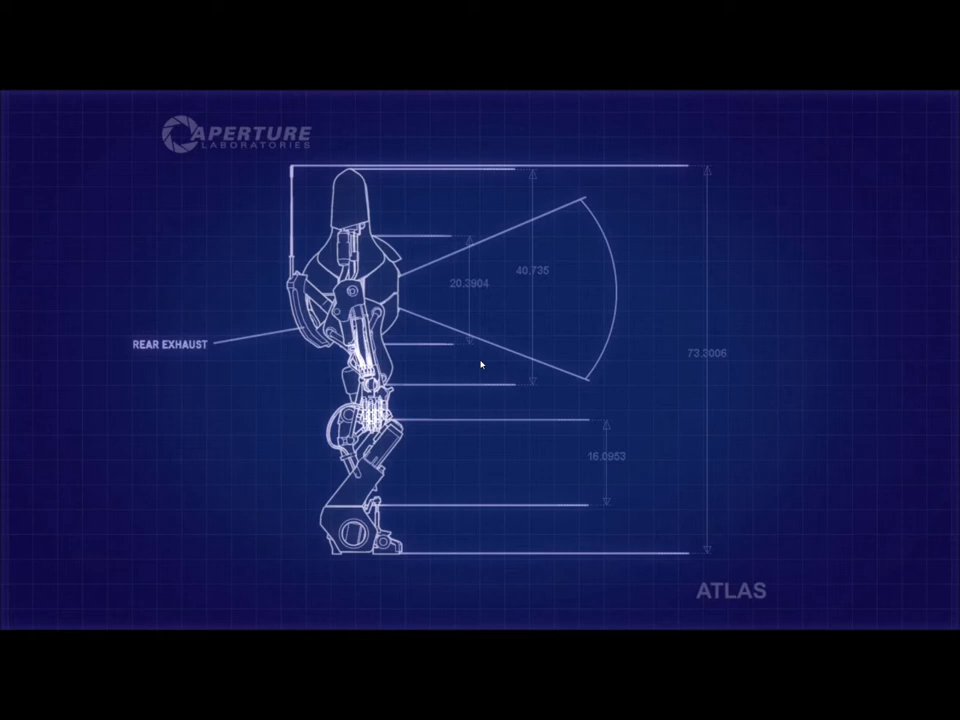 APERTURE
LABORATORIES
40.735
20.3904
REAR EXHAUST
73.3006
16.0953
ATLAS